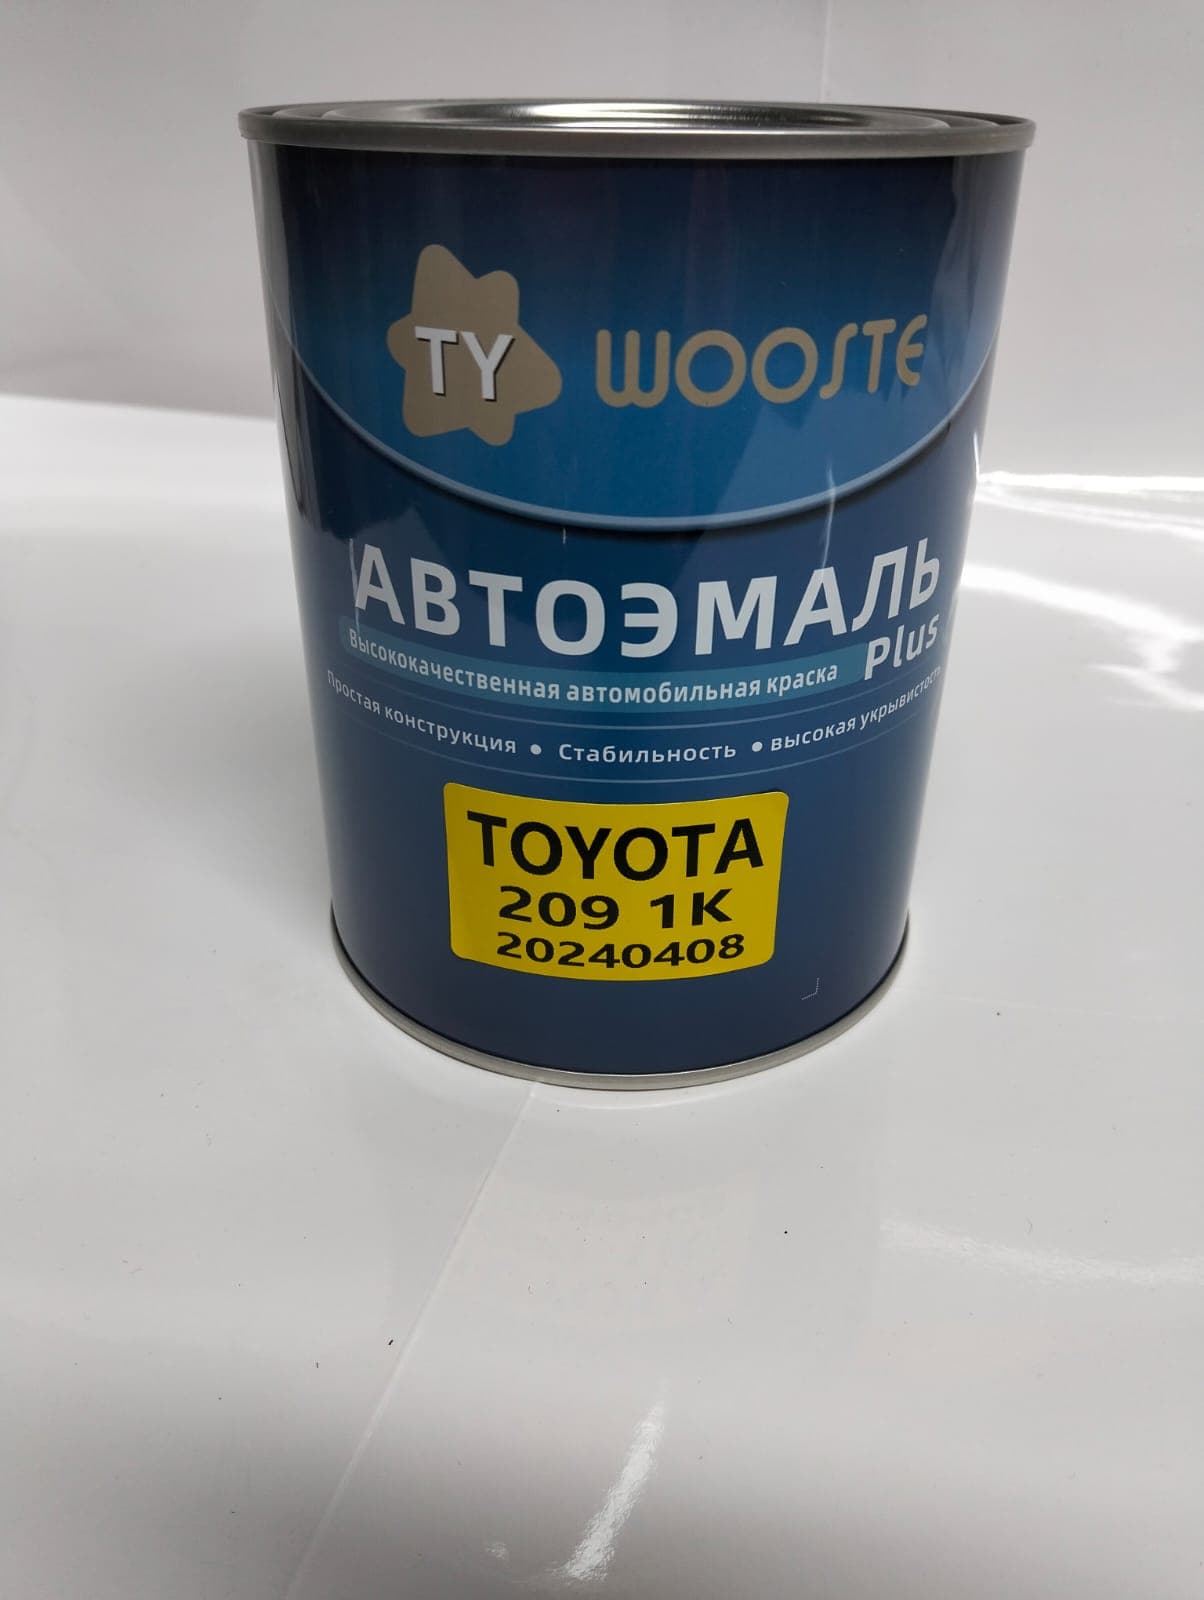 TY WOOSTE
АВТОЭМАЛЬ
Plus
Высококачественная автомобильная краска
Простая конструкция • Стабильность • высокая укрывистость
TOYOTA
209 1K
20240408